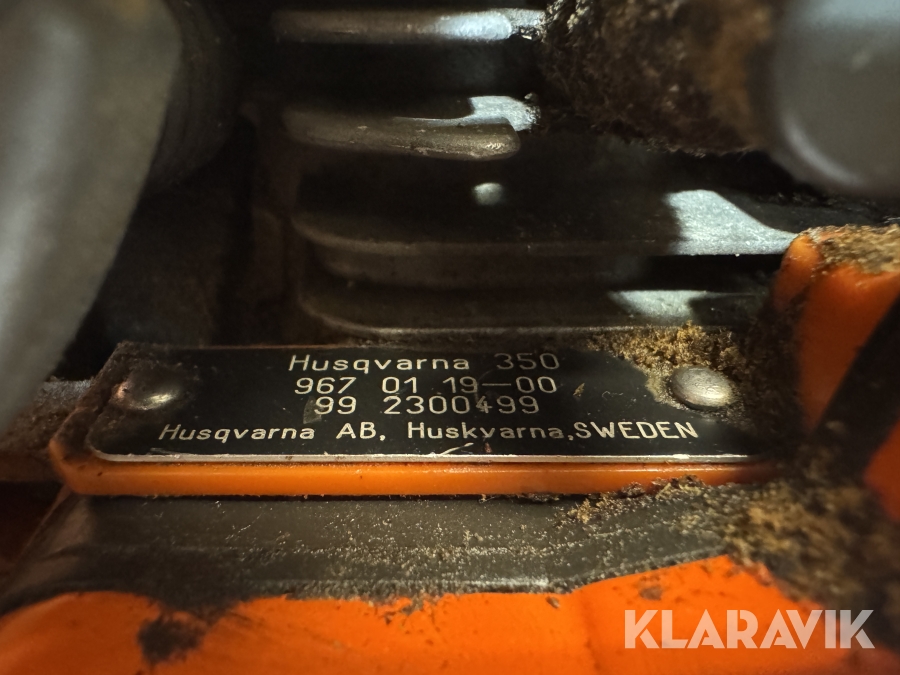 Husqvarna 350
967 01 19-00
99 2300499
Husqvarna AB, Huskvarna, SWEDEN
KLARAVIK